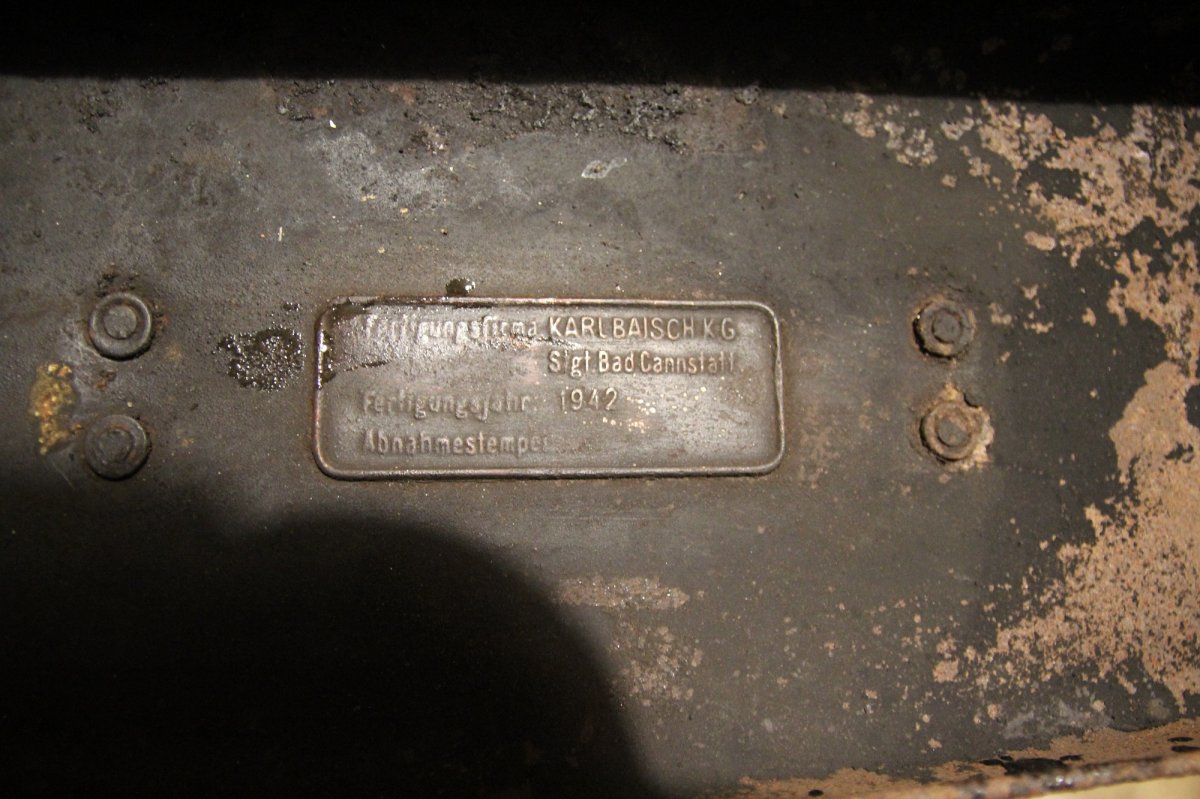 Fertigungsfirma KARL BAISCH K G
Stgt. Bad Cannstatt
Fertigungsjahr: 1942
Abnahmestempel